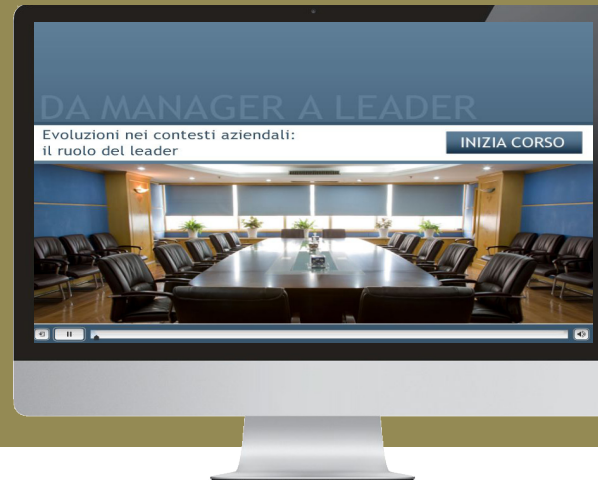 DA MANAGER A LEADER
Evoluzioni nei contesti aziendali:
il ruolo del leader
INIZIA CORSO